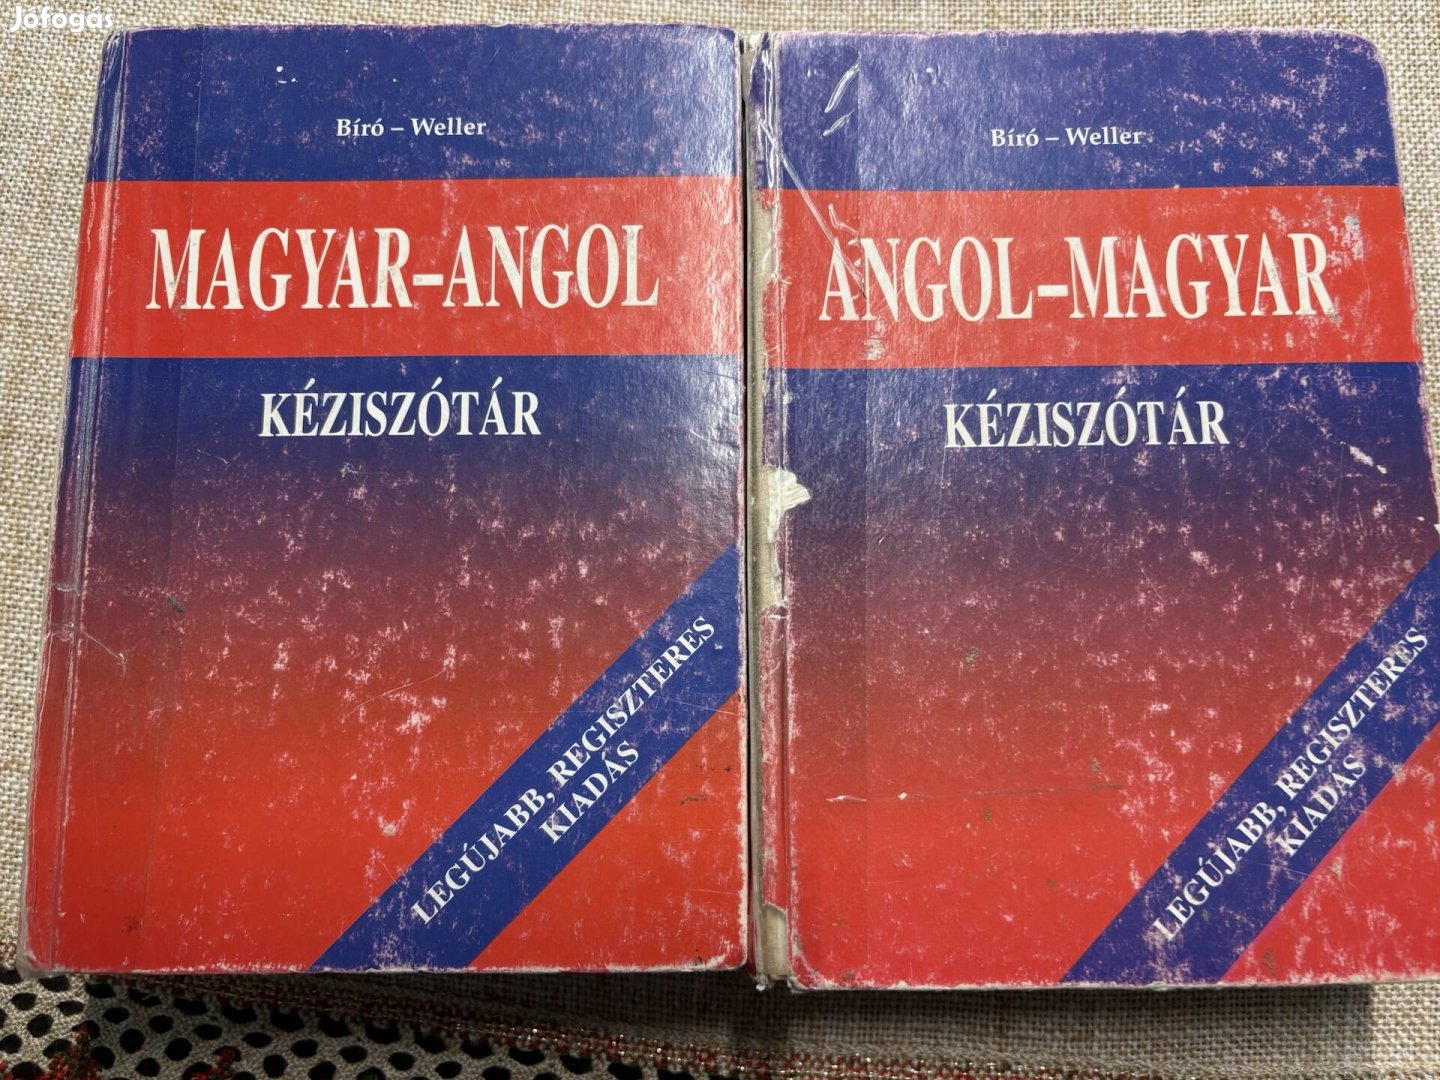 Jófogás
Bíró – Weller
MAGYAR–ANGOL
KÉZISZÓTÁR
LEGÚJABB, REGISZTERES
KIADÁS
Bíró – Weller
ANGOL–MAGYAR
KÉZISZÓTÁR
LEGÚJABB, REGISZTERES
KIADÁS